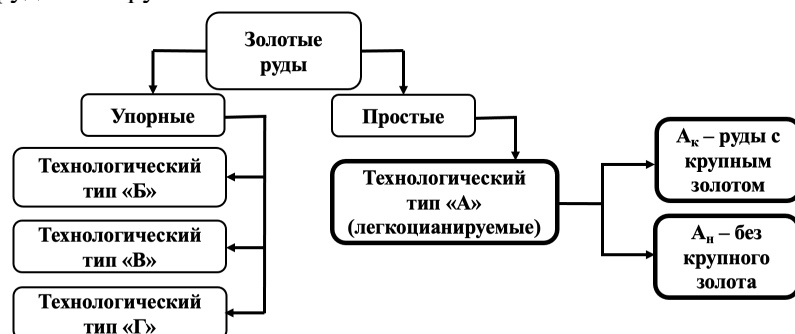 Золотые
руды
Упорные
Простые
Технологический
тип «Б»
Технологический
тип «В»
Технологический
тип «Г»
Технологический
тип «А»
(легкоцианируемые)
Ак – руды с
крупным
золотом
Ан – без
крупного
золота